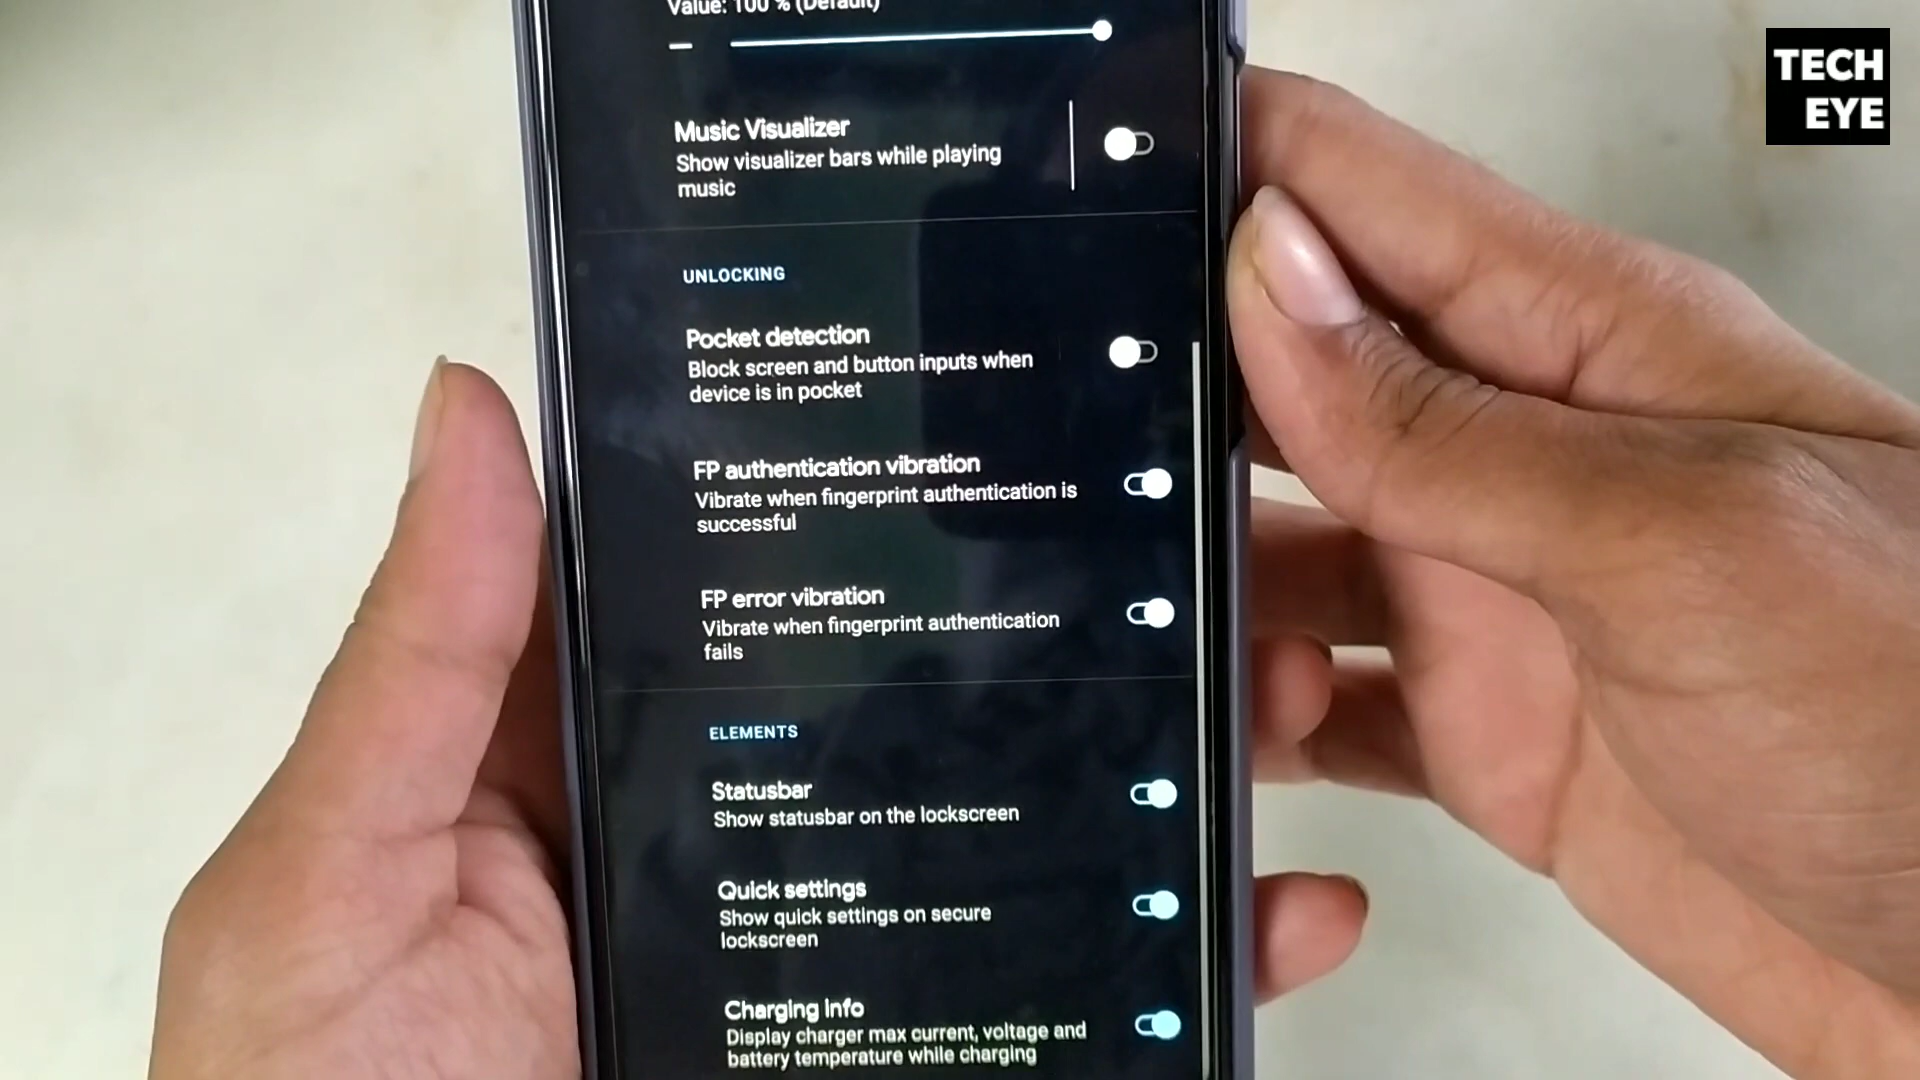 Value: 100 % (Default)
TECH
EYE
Music Visualizer
Show visualizer bars while playing
music
UNLOCKING
Pocket detection
Block screen and button inputs when
device is in pocket
FP authentication vibration
Vibrate when fingerprint authentication is
successful
FP error vibration
Vibrate when fingerprint authentication
fails
ELEMENTS
Statusbar
Show statusbar on the lockscreen
Quick settings
Show quick settings on secure
lockscreen
Charging Info
Display charger max current, voltage and
battery temperature while charging